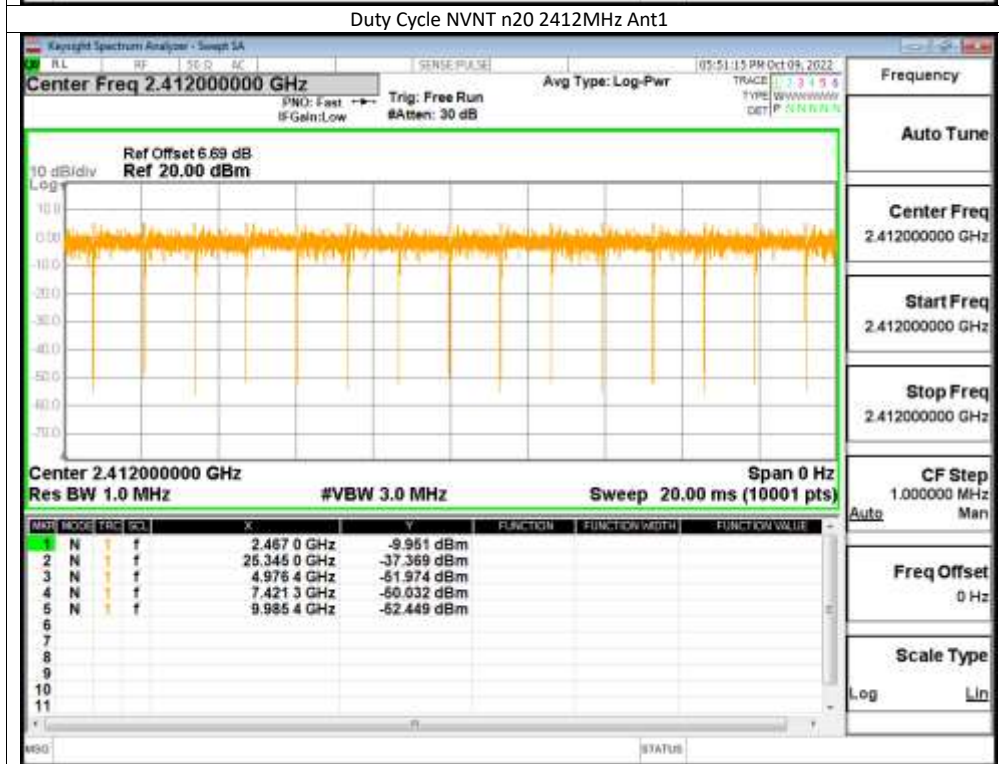 Duty Cycle NVNT n20 2412MHz Ant1
Keysight Spectrum Analyzer - Swept SA
RL RF 50 Ω AC SENSE:PULSE 05:51:15 PM Oct 09, 2022
Center Freq 2.412000000 GHz
PNO: Fast
IFGain:Low
Trig: Free Run
#Atten: 30 dB
Avg Type: Log-Pwr
TRACE 1 2 3 4 5 6
TYPE WWWWWWW
DET P N N N N N
Ref Offset 6.69 dB
10 dB/div Ref 20.00 dBm
Log
10.0
0.00
-10.0
-20.0
-30.0
-40.0
-50.0
-60.0
-70.0
Center 2.412000000 GHz Span 0 Hz
Res BW 1.0 MHz #VBW 3.0 MHz Sweep 20.00 ms (10001 pts)
MKR MODE TRC SCL X Y FUNCTION FUNCTION WIDTH FUNCTION VALUE
1 N 1 f 2.467 0 GHz -9.951 dBm
2 N 1 f 25.345 0 GHz -37.369 dBm
3 N 1 f 4.976 4 GHz -51.974 dBm
4 N 1 f 7.421 3 GHz -50.032 dBm
5 N 1 f 9.985 4 GHz -52.449 dBm
6
7
8
9
10
11
MSG STATUS
Frequency
Auto Tune
Center Freq
2.412000000 GHz
Start Freq
2.412000000 GHz
Stop Freq
2.412000000 GHz
CF Step
1.000000 MHz
Auto Man
Freq Offset
0 Hz
Scale Type
Log Lin